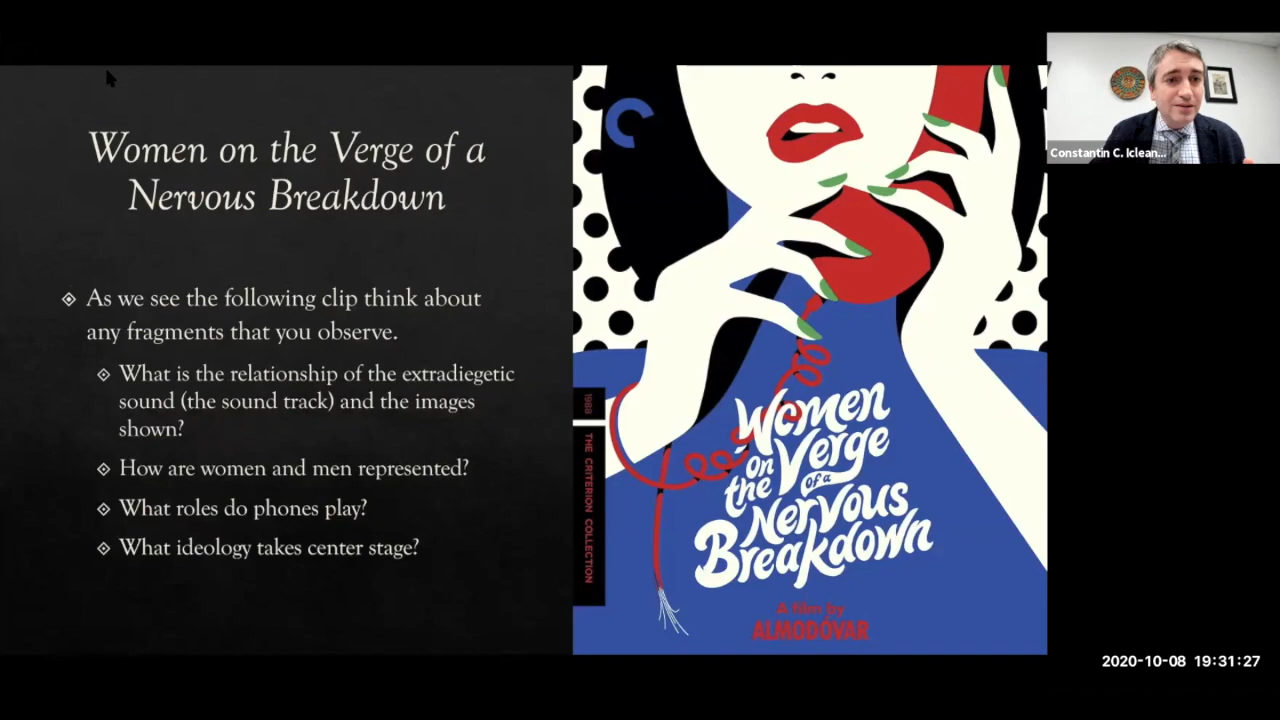 Women on the Verge of a
Nervous Breakdown
As we see the following clip think about
any fragments that you observe.
What is the relationship of the extradiegetic
sound (the sound track) and the images
shown?
How are women and men represented?
What roles do phones play?
What ideology takes center stage?
1988
THE CRITERION COLLECTION
Women
on Verge
the of a
Nervous
Breakdown
A film by
ALMODÓVAR
Constantin C. Iclean...
2020-10-08 19:31:27